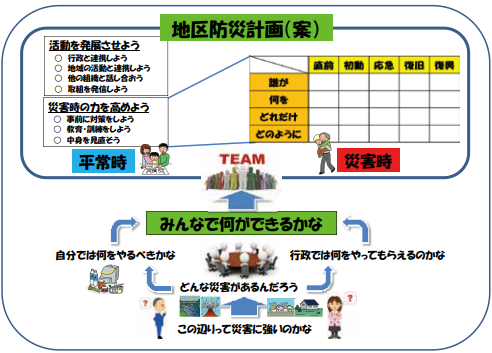 地区防災計画(案)
活動を発展させよう
○ 行政と連携しよう
○ 地域の活動と連携しよう
○ 他の組織と話し合おう
○ 取組を発信しよう
災害時の力を高めよう
○ 事前に対策をしよう
○ 教育・訓練をしよう
○ 中身を見直そう
平常時
直前 初動 応急 復旧 復興
誰が
何を
どれだけ
どのように
災害時
TEAM
みんなで何ができるかな
自分では何をやるべきかな
行政では何をやってもらえるのかな
どんな災害があるんだろう
? ?
この辺りって災害に強いのかな